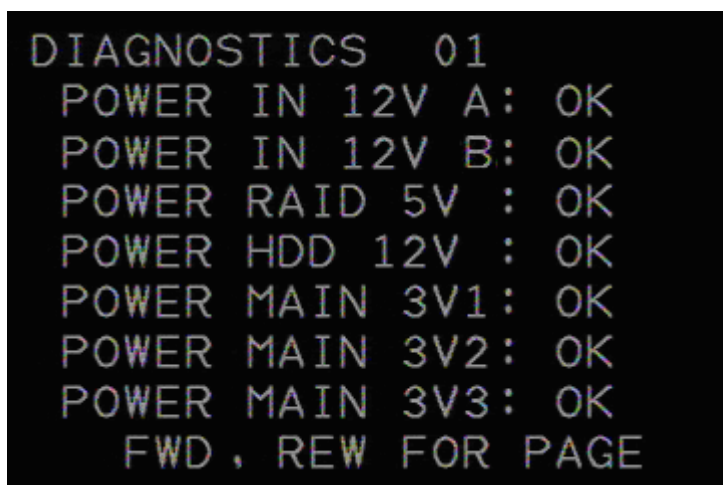 DIAGNOSTICS 01
POWER IN 12V A: OK
POWER IN 12V B: OK
POWER RAID 5V : OK
POWER HDD 12V : OK
POWER MAIN 3V1: OK
POWER MAIN 3V2: OK
POWER MAIN 3V3: OK
FWD, REW FOR PAGE